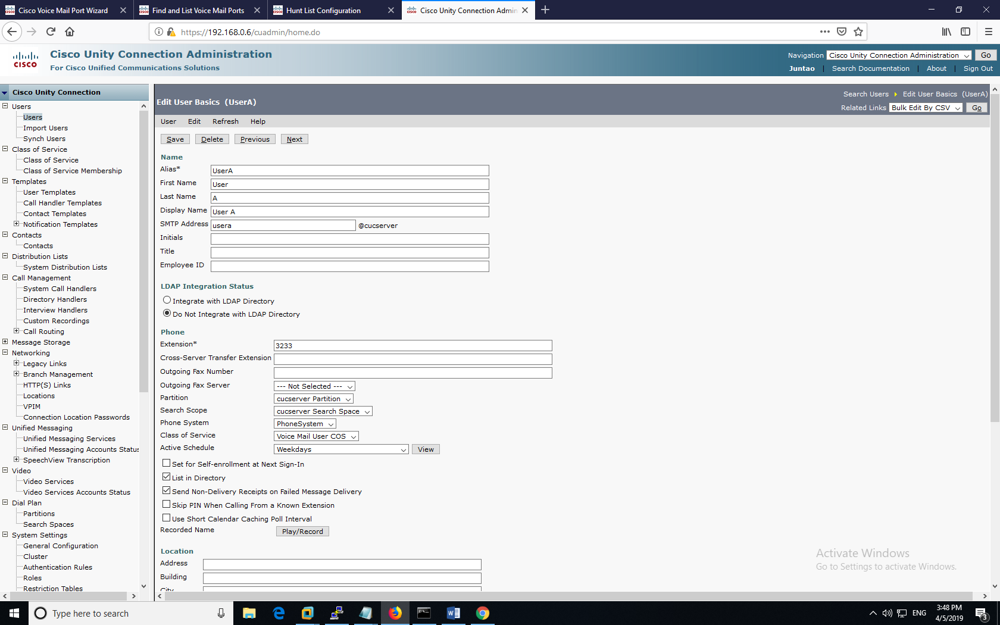 Cisco Voice Mail Port Wizard
Find and List Voice Mail Ports
Hunt List Configuration
Cisco Unity Connection Admin
https://192.168.0.6/cuadmin/home.do
CISCO
Cisco Unity Connection Administration
For Cisco Unified Communications Solutions
Navigation Cisco Unity Connection Administration Go
Juntao | Search Documentation | About | Sign Out
Cisco Unity Connection
Users
Users
Import Users
Synch Users
Class of Service
Class of Service
Class of Service Membership
Templates
User Templates
Call Handler Templates
Contact Templates
Notification Templates
Contacts
Contacts
Distribution Lists
System Distribution Lists
Call Management
System Call Handlers
Directory Handlers
Interview Handlers
Custom Recordings
Call Routing
Message Storage
Networking
Legacy Links
Branch Management
HTTP(S) Links
Locations
VPIM
Connection Location Passwords
Unified Messaging
Unified Messaging Services
Unified Messaging Accounts Status
SpeechView Transcription
Video
Video Services
Video Services Accounts Status
Dial Plan
Partitions
Search Spaces
System Settings
General Configuration
Cluster
Authentication Rules
Roles
Restriction Tables
Edit User Basics (UserA)
Search Users Edit User Basics (UserA)
Related Links Bulk Edit By CSV Go
User Edit Refresh Help
Save Delete Previous Next
Name
Alias* UserA
First Name User
Last Name A
Display Name User A
SMTP Address usera @cucserver
Initials
Title
Employee ID
LDAP Integration Status
Integrate with LDAP Directory
Do Not Integrate with LDAP Directory
Phone
Extension* 3233
Cross-Server Transfer Extension
Outgoing Fax Number
Outgoing Fax Server --- Not Selected ---
Partition cucserver Partition
Search Scope cucserver Search Space
Phone System PhoneSystem
Class of Service Voice Mail User COS
Active Schedule Weekdays View
Set for Self-enrollment at Next Sign-In
List in Directory
Send Non-Delivery Receipts on Failed Message Delivery
Skip PIN When Calling From a Known Extension
Use Short Calendar Caching Poll Interval
Recorded Name Play/Record
Location
Address
Building
City
Activate Windows
Go to Settings to activate Windows.
Type here to search
ENG
3:48 PM
4/5/2019
3